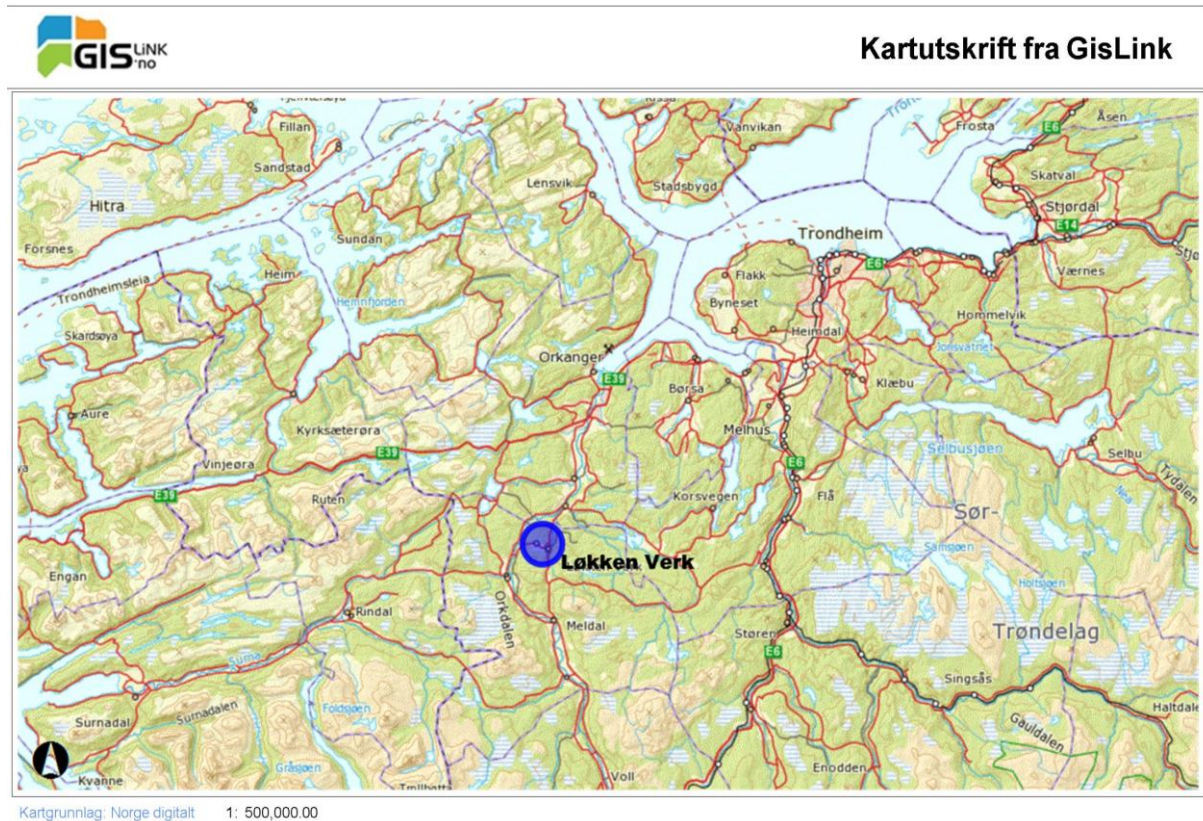 GIS LINK
.no
Kartutskrift fra GisLink
Fillan
Sandstad
Hitra
Forsnes
Trondheimsleia
Sundan
Heim
Hemnfjorden
Skardsøya
Aure
Kyrksæterøra
Vinjeøra
E39
E39
Ruten
Engan
Rindal
Surna
Surnadal
Surnadalen
Foldsjøen
Gråsjøen
Kvanne
Lensvik
Stadsbygd
Vanvikan
Rissa
Frosta
E6
Åsen
Skatval
Stjørdal
E14
Værnes
Trondheim
E6
Flakk
Byneset
Heimdal
Hommelvik
Jonsvatnet
Orkanger
E39
Børsa
Klæbu
Melhus
E6
Selbusjøen
Selbu
Tydalen
Nea
Korsvegen
Flå
Sør-
Samsjøen
Holtsjøen
Trøndelag
Løkken Verk
Orkdalen
Meldal
Støren
E6
Singsås
Haltdale
Gauldalen
Enodden
Voll
Kartgrunnlag: Norge digitalt 1: 500,000.00